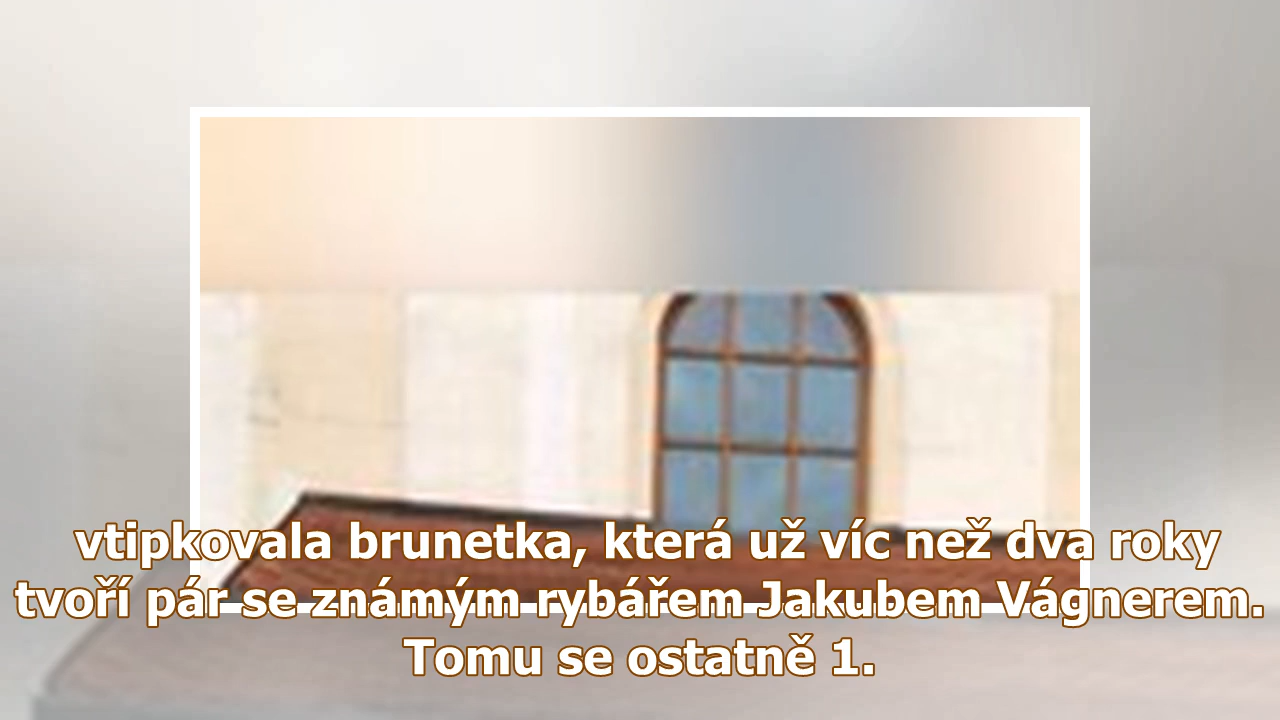 vtipkovala brunetka, která už víc než dva roky
tvoří pár se známým rybářem Jakubem Vágnerem.
Tomu se ostatně 1.